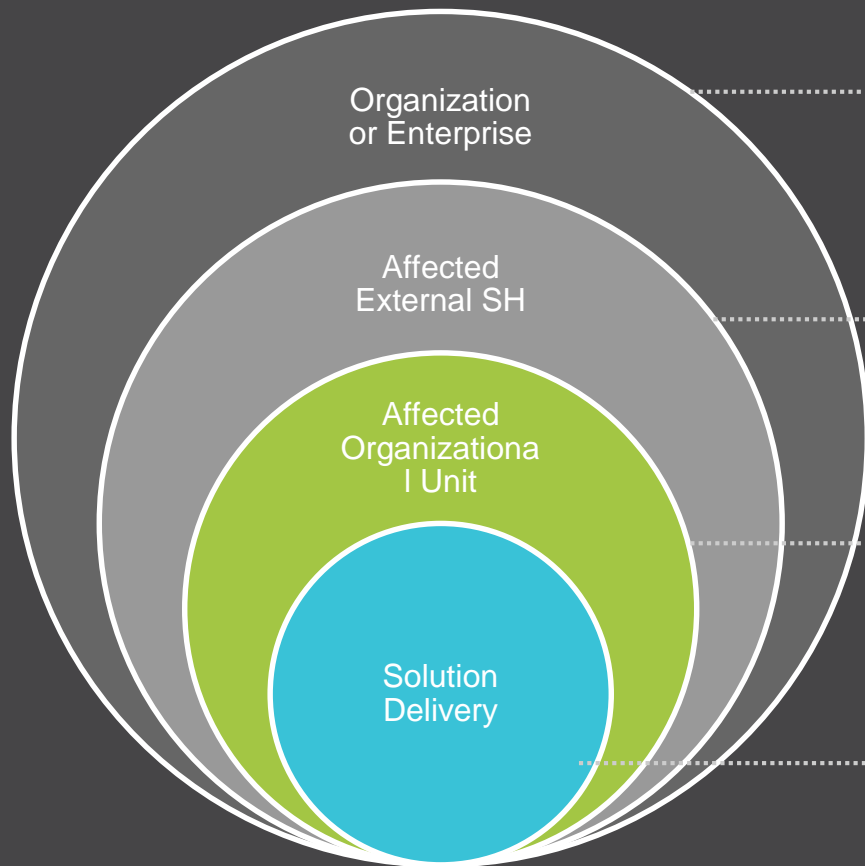 Organization
or Enterprise
Affected
External SH
Affected
Organizationa
l Unit
Solution
Delivery